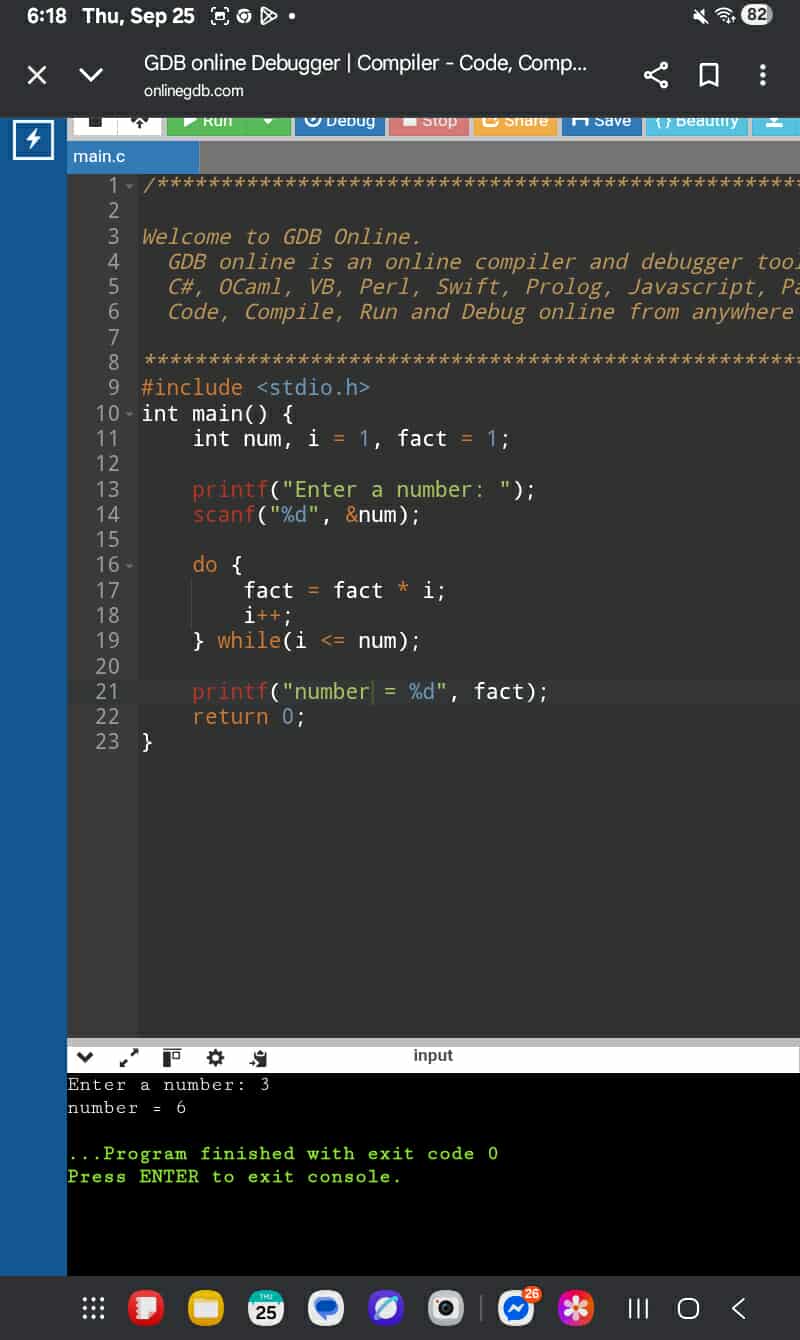 6:18 Thu, Sep 25 82
GDB online Debugger | Compiler - Code, Comp...
onlinegdb.com
Run Debug Stop Share Save {} Beautify
main.c
1 /***************************************************
2
3 Welcome to GDB Online.
4 GDB online is an online compiler and debugger tool
5 C#, OCaml, VB, Perl, Swift, Prolog, Javascript, Pa
6 Code, Compile, Run and Debug online from anywhere
7
8 ****************************************************
9 #include <stdio.h>
10 int main() {
11 int num, i = 1, fact = 1;
12
13 printf("Enter a number: ");
14 scanf("%d", &num);
15
16 do {
17 fact = fact * i;
18 i++;
19 } while(i <= num);
20
21 printf("number = %d", fact);
22 return 0;
23 }
input
Enter a number: 3
number = 6
...Program finished with exit code 0
Press ENTER to exit console.
THU
25
26